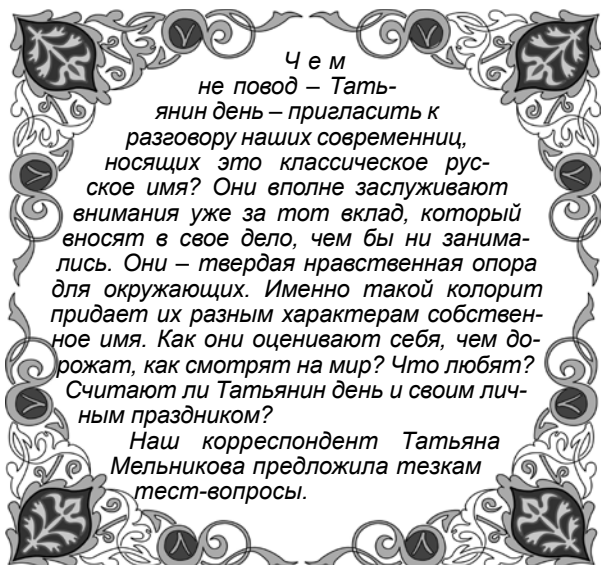 Чем
не повод – Тать-
янин день – пригласить к
разговору наших современниц,
носящих это классическое рус-
ское имя? Они вполне заслуживают
внимания уже за тот вклад, который
вносят в свое дело, чем бы ни занима-
лись. Они – твердая нравственная опора
для окружающих. Именно такой колорит
придает их разным характерам собствен-
ное имя. Как они оценивают себя, чем до-
рожат, как смотрят на мир? Что любят?
Считают ли Татьянин день и своим лич-
ным праздником?
Наш корреспондент Татьяна
Мельникова предложила тезкам
тест-вопросы.